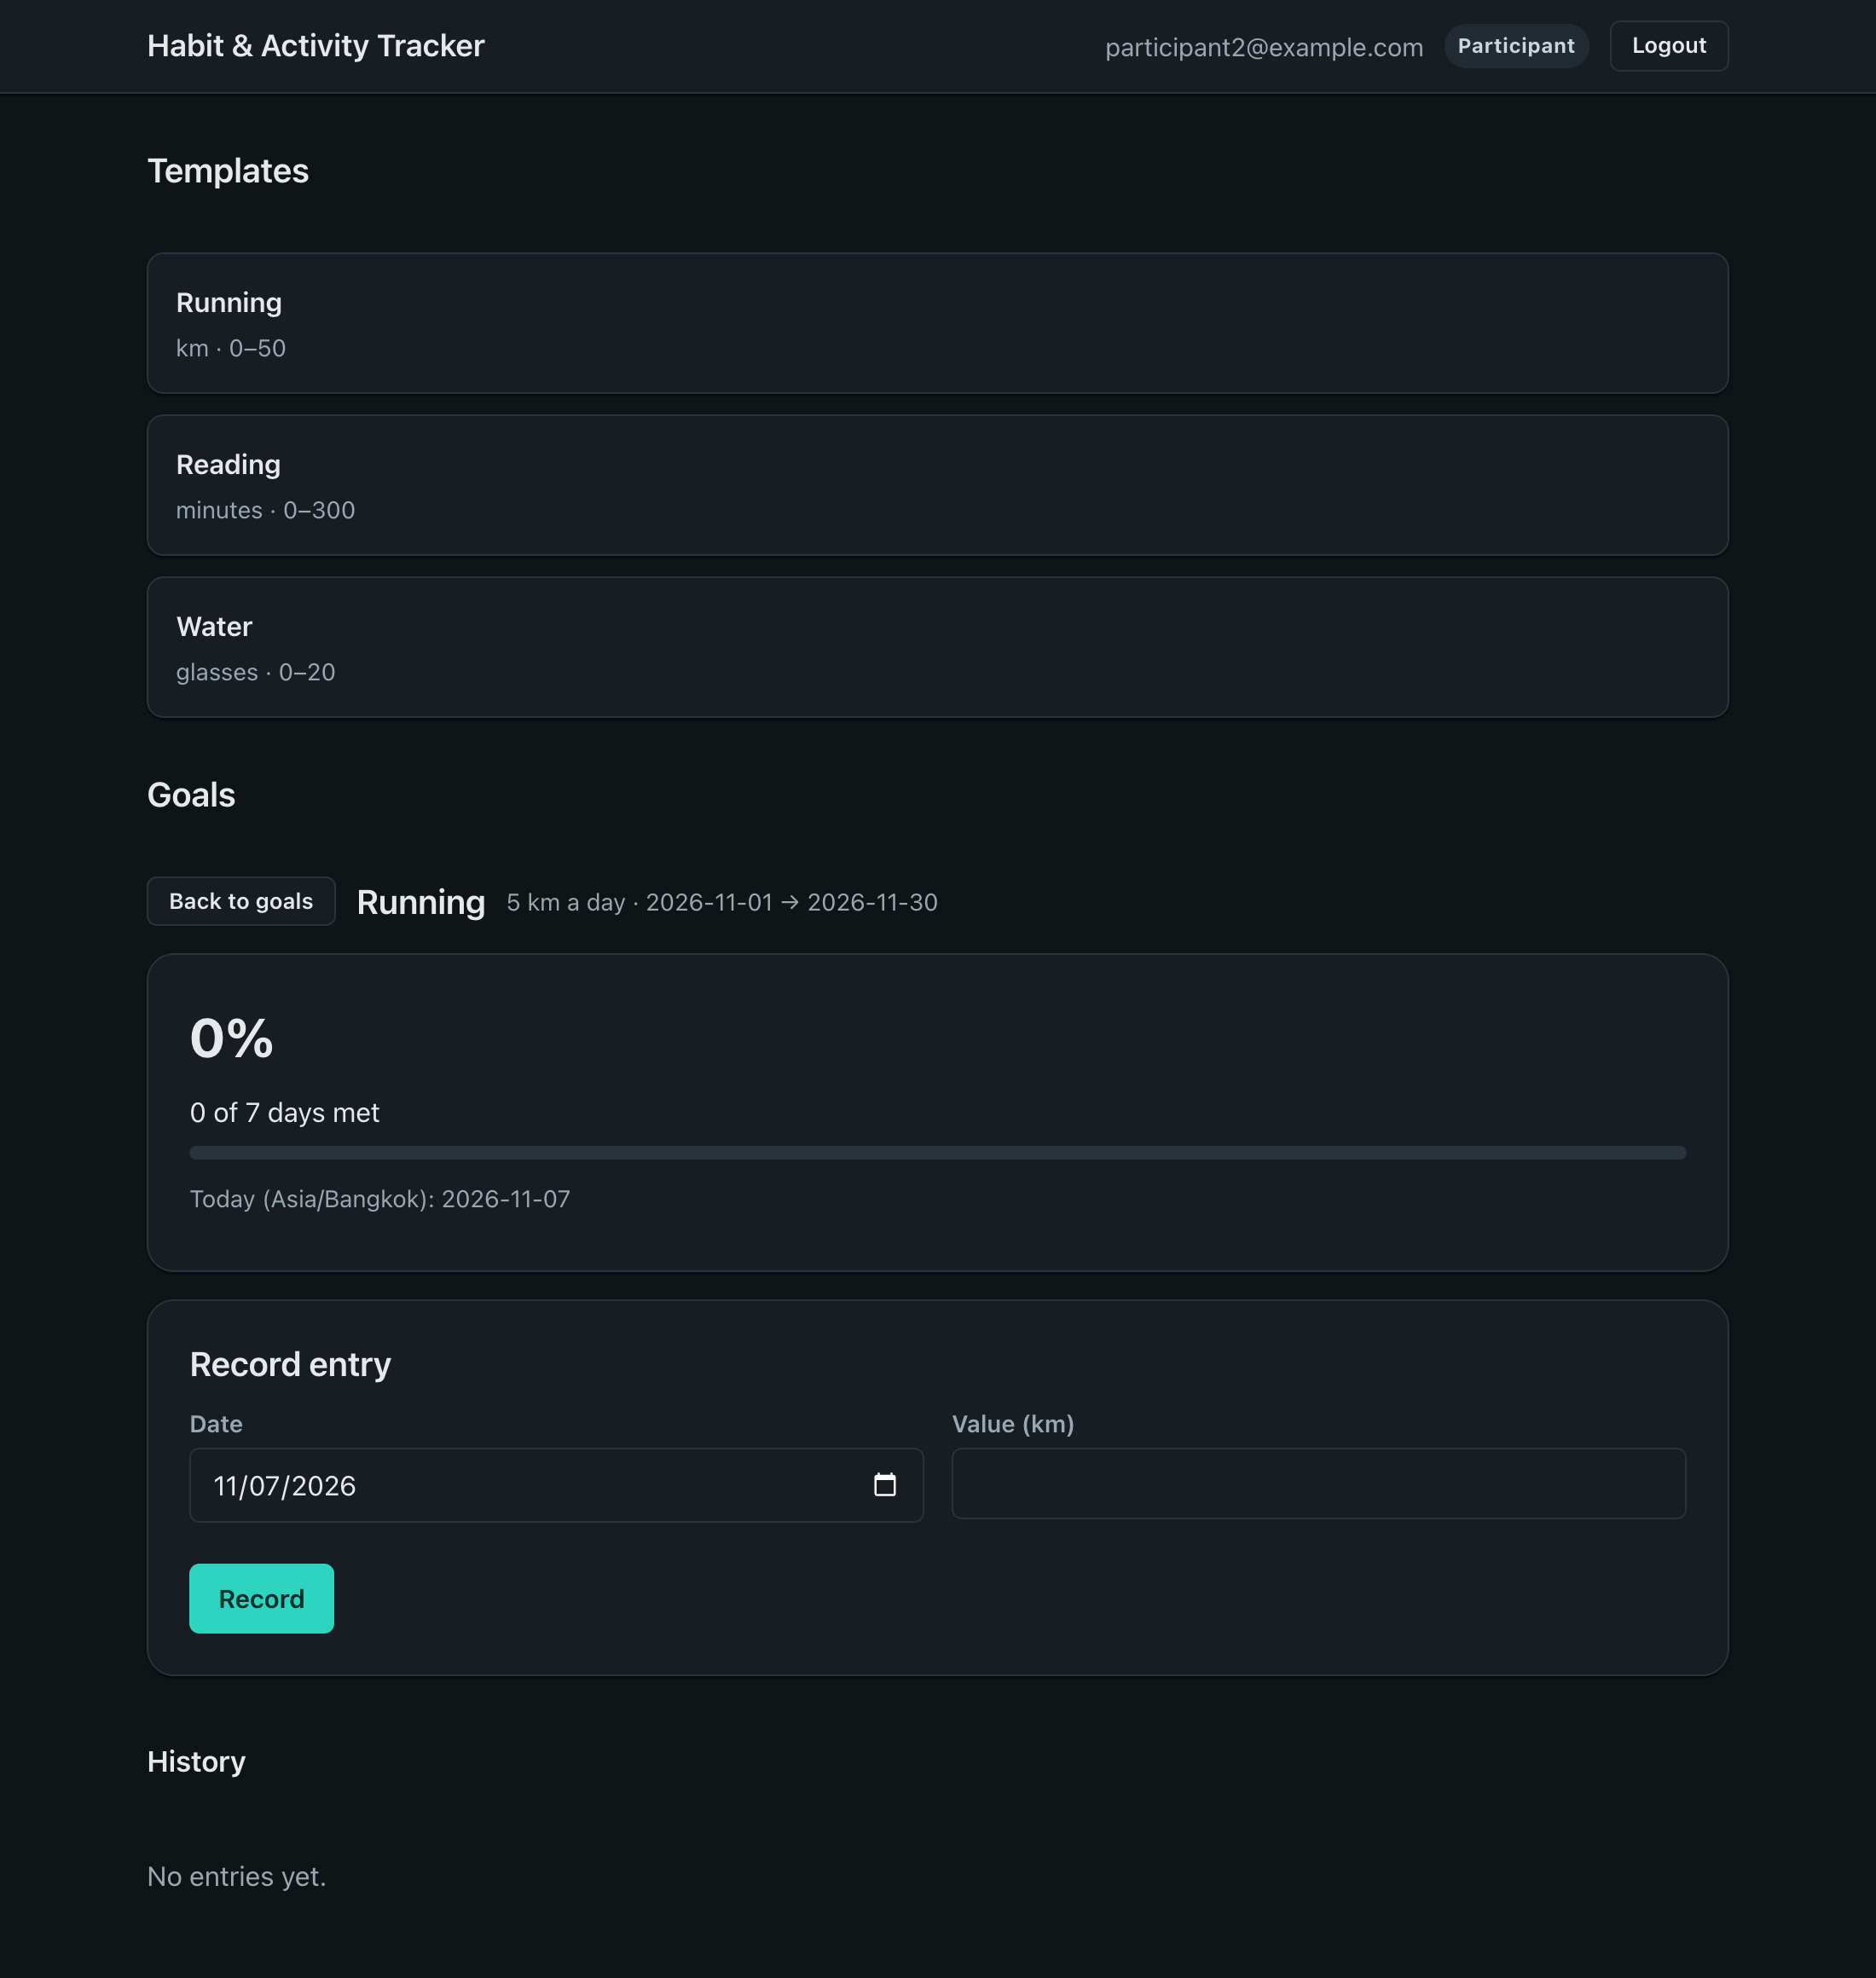 Habit & Activity Tracker
participant2@example.com
Participant
Logout
Templates
Running
km · 0–50
Reading
minutes · 0–300
Water
glasses · 0–20
Goals
Back to goals
Running
5 km a day · 2026-11-01 → 2026-11-30
0%
0 of 7 days met
Today (Asia/Bangkok): 2026-11-07
Record entry
Date
Value (km)
11/07/2026
Record
History
No entries yet.